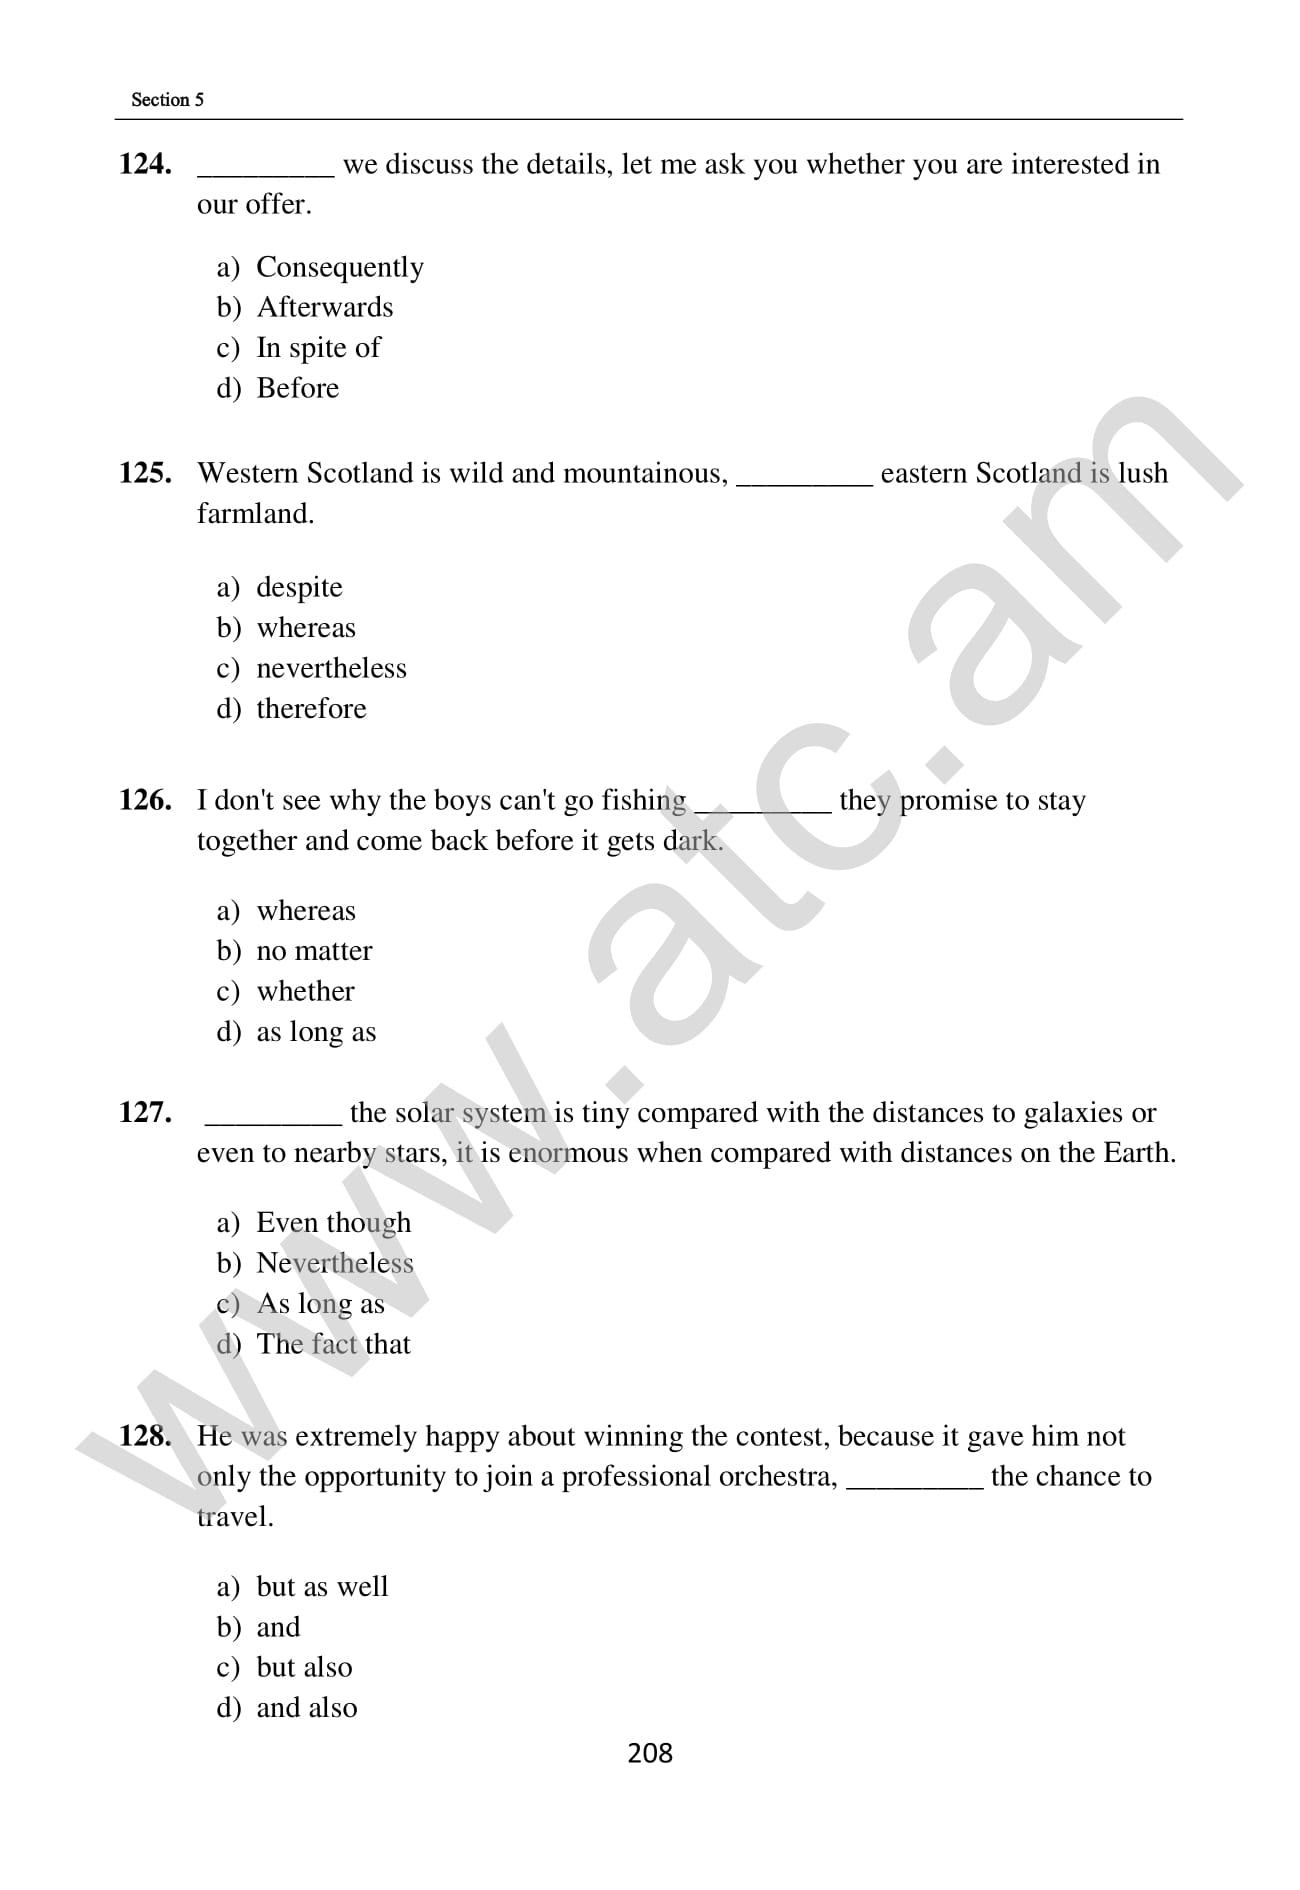 Section 5
124. _________ we discuss the details, let me ask you whether you are interested in
our offer.
a) Consequently
b) Afterwards
c) In spite of
d) Before
125. Western Scotland is wild and mountainous, _________ eastern Scotland is lush
farmland.
a) despite
b) whereas
c) nevertheless
d) therefore
126. I don't see why the boys can't go fishing _________ they promise to stay
together and come back before it gets dark.
a) whereas
b) no matter
c) whether
d) as long as
127. _________ the solar system is tiny compared with the distances to galaxies or
even to nearby stars, it is enormous when compared with distances on the Earth.
a) Even though
b) Nevertheless
c) As long as
d) The fact that
128. He was extremely happy about winning the contest, because it gave him not
only the opportunity to join a professional orchestra, _________ the chance to
travel.
a) but as well
b) and
c) but also
d) and also
208
www.atc.am